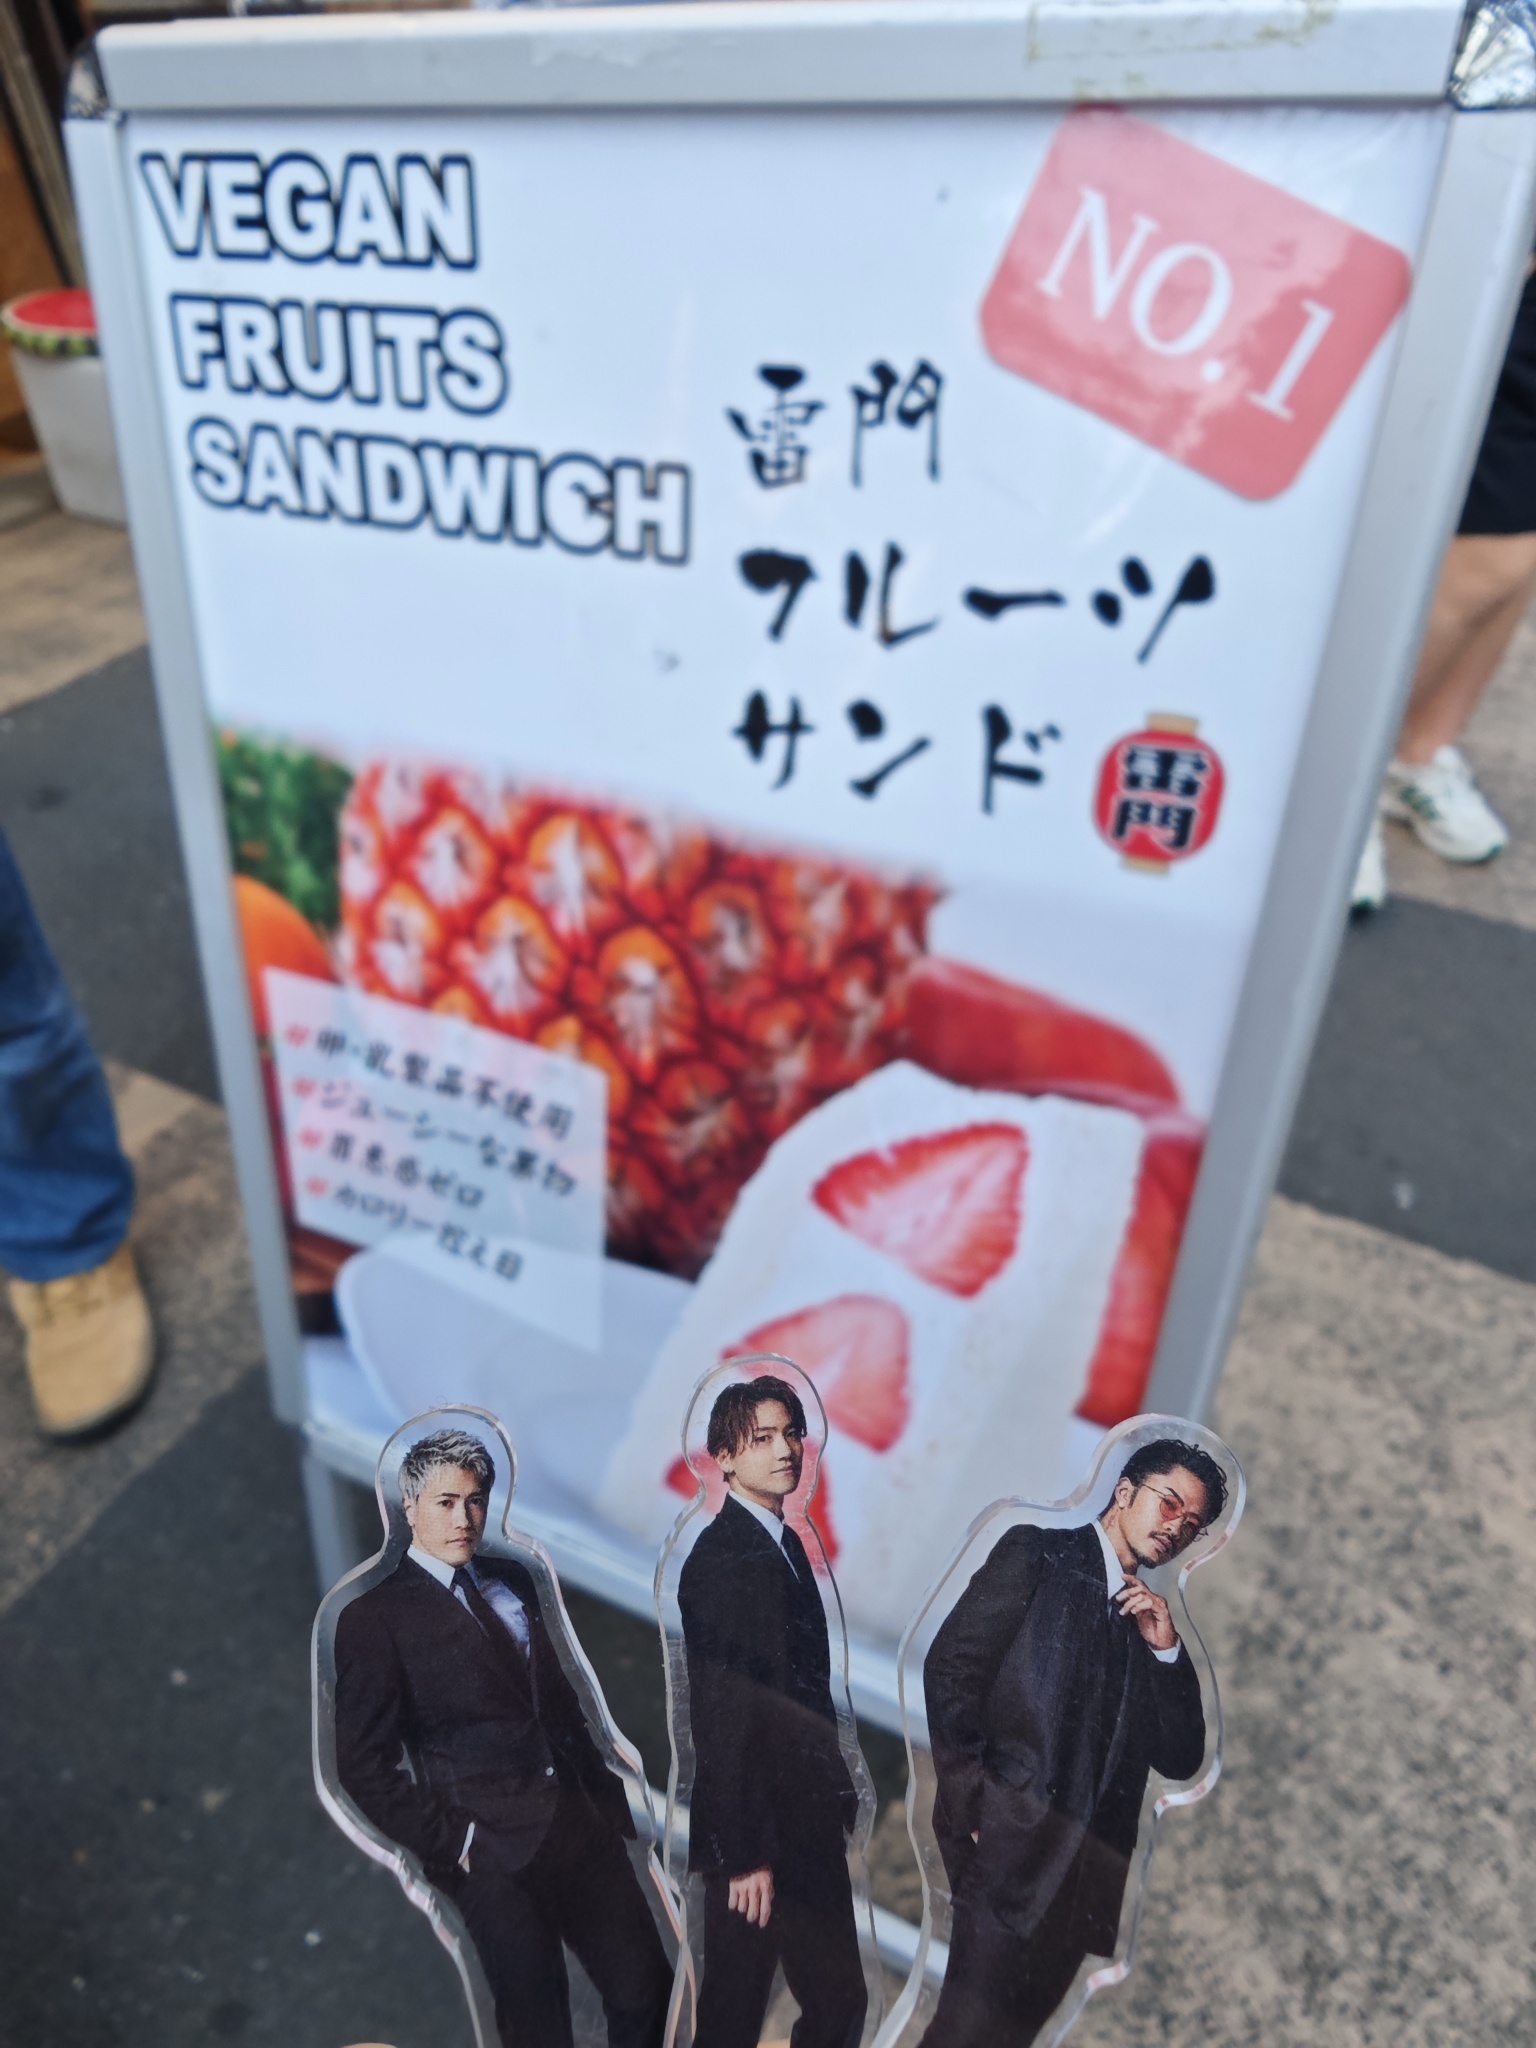 VEGAN
FRUITS
SANDWICH
NO.1
雷門
フルーツ
サンド
雷門
#卵・乳製品不使用
#ジューシーな果物
#罪悪感ゼロ
#カロリー控え目